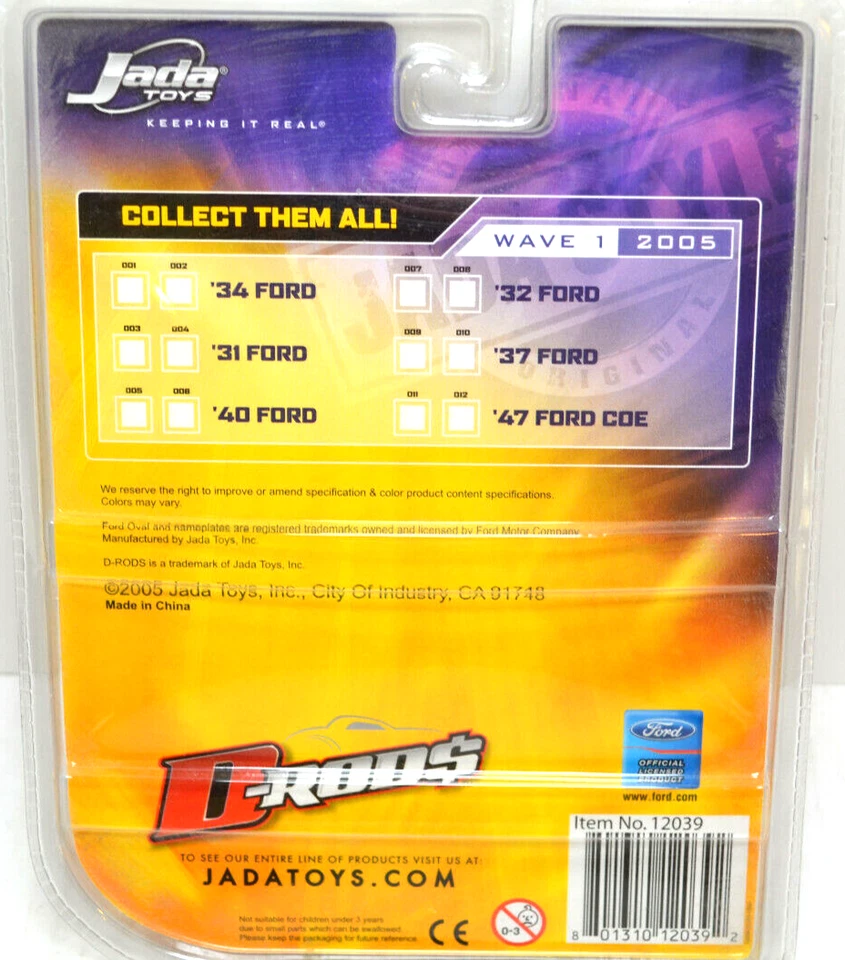 Jada®
TOYS
KEEPING IT REAL®
COLLECT THEM ALL!
WAVE 1 2005
001 002 '34 FORD
007 008 '32 FORD
003 004 '31 FORD
009 010 '37 FORD
005 006 '40 FORD
011 012 '47 FORD COE
ORIGINAL
We reserve the right to improve or amend specification & color product content specifications.
Colors may vary.
Ford Oval and nameplates are registered trademarks owned and licensed by Ford Motor Company.
Manufactured by Jada Toys, Inc.
D-RODS is a trademark of Jada Toys, Inc.
©2005 Jada Toys, Inc., City Of Industry, CA 91748
Made in China
D-ROD$
Ford
OFFICIAL
LICENSED
PRODUCT
www.ford.com
Item No. 12039
TO SEE OUR ENTIRE LINE OF PRODUCTS VISIT US AT:
JADATOYS.COM
Not suitable for children under 3 years
due to small parts which can be swallowed.
Please keep the packaging for future reference.
CE
0-3
8 01310 12039 2